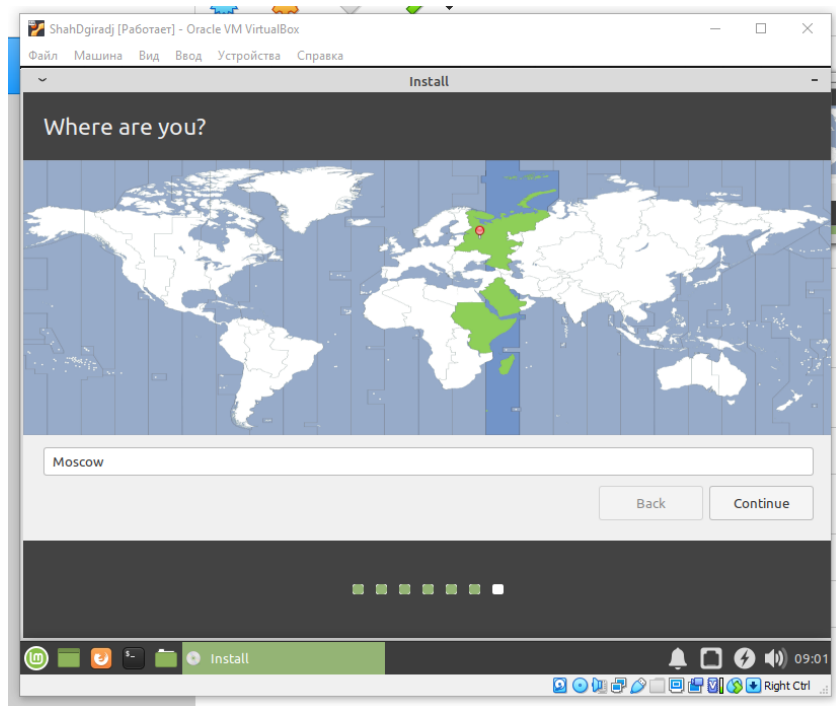 ShahDgiradj [Работает] - Oracle VM VirtualBox
Файл Машина Вид Ввод Устройства Справка
Install
Where are you?
Moscow
Back Continue
Install 09:01
Right Ctrl